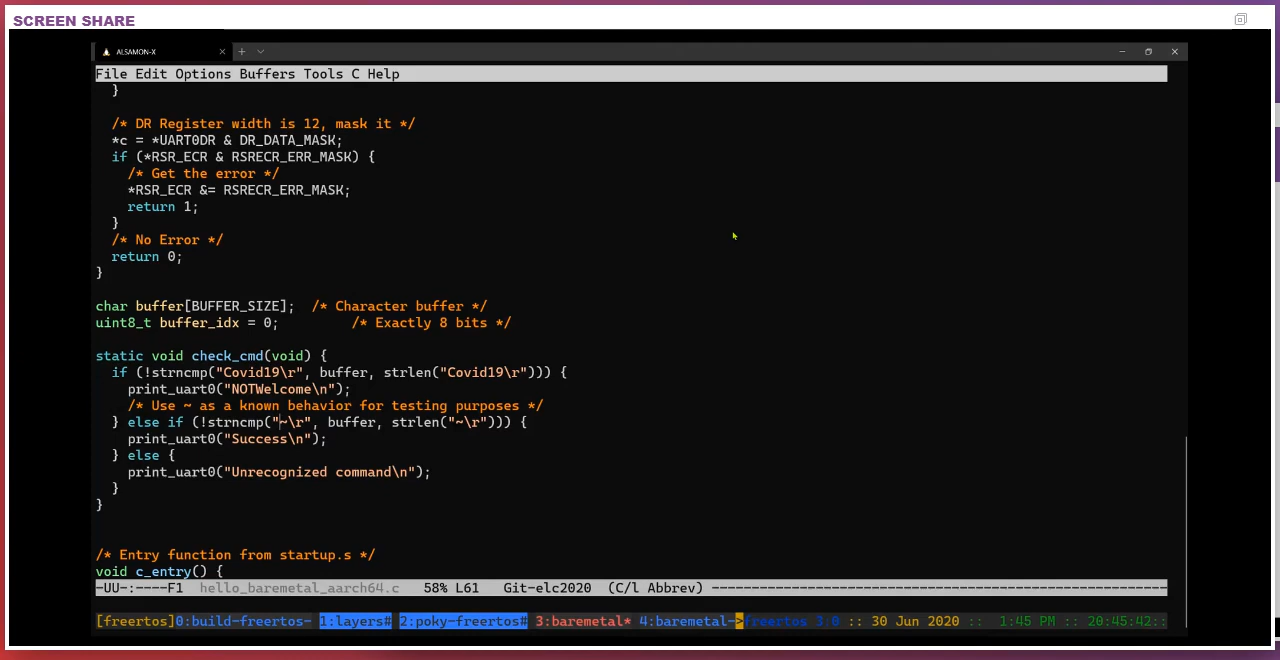 SCREEN SHARE
ALSAMON-X
File Edit Options Buffers Tools C Help
}
/* DR Register width is 12, mask it */
*c = *UART0DR & DR_DATA_MASK;
if (*RSR_ECR & RSRECR_ERR_MASK) {
/* Get the error */
*RSR_ECR &= RSRECR_ERR_MASK;
return 1;
}
/* No Error */
return 0;
}
char buffer[BUFFER_SIZE]; /* Character buffer */
uint8_t buffer_idx = 0; /* Exactly 8 bits */
static void check_cmd(void) {
if (!strncmp("Covid19\r", buffer, strlen("Covid19\r"))) {
print_uart0("NOTWelcome\n");
/* Use ~ as a known behavior for testing purposes */
} else if (!strncmp("~\r", buffer, strlen("~\r"))) {
print_uart0("Success\n");
} else {
print_uart0("Unrecognized command\n");
}
}
/* Entry function from startup.s */
void c_entry() {
-UU-:----F1 hello_baremetal_aarch64.c 58% L61 Git-elc2020 (C/l Abbrev) ----------------------------------------------------------
[freertos]0:build-freertos- 1:layers# 2:poky-freertos# 3:baremetal* 4:baremetal->freertos 3:0 :: 30 Jun 2020 :: 1:45 PM :: 20:45:42::